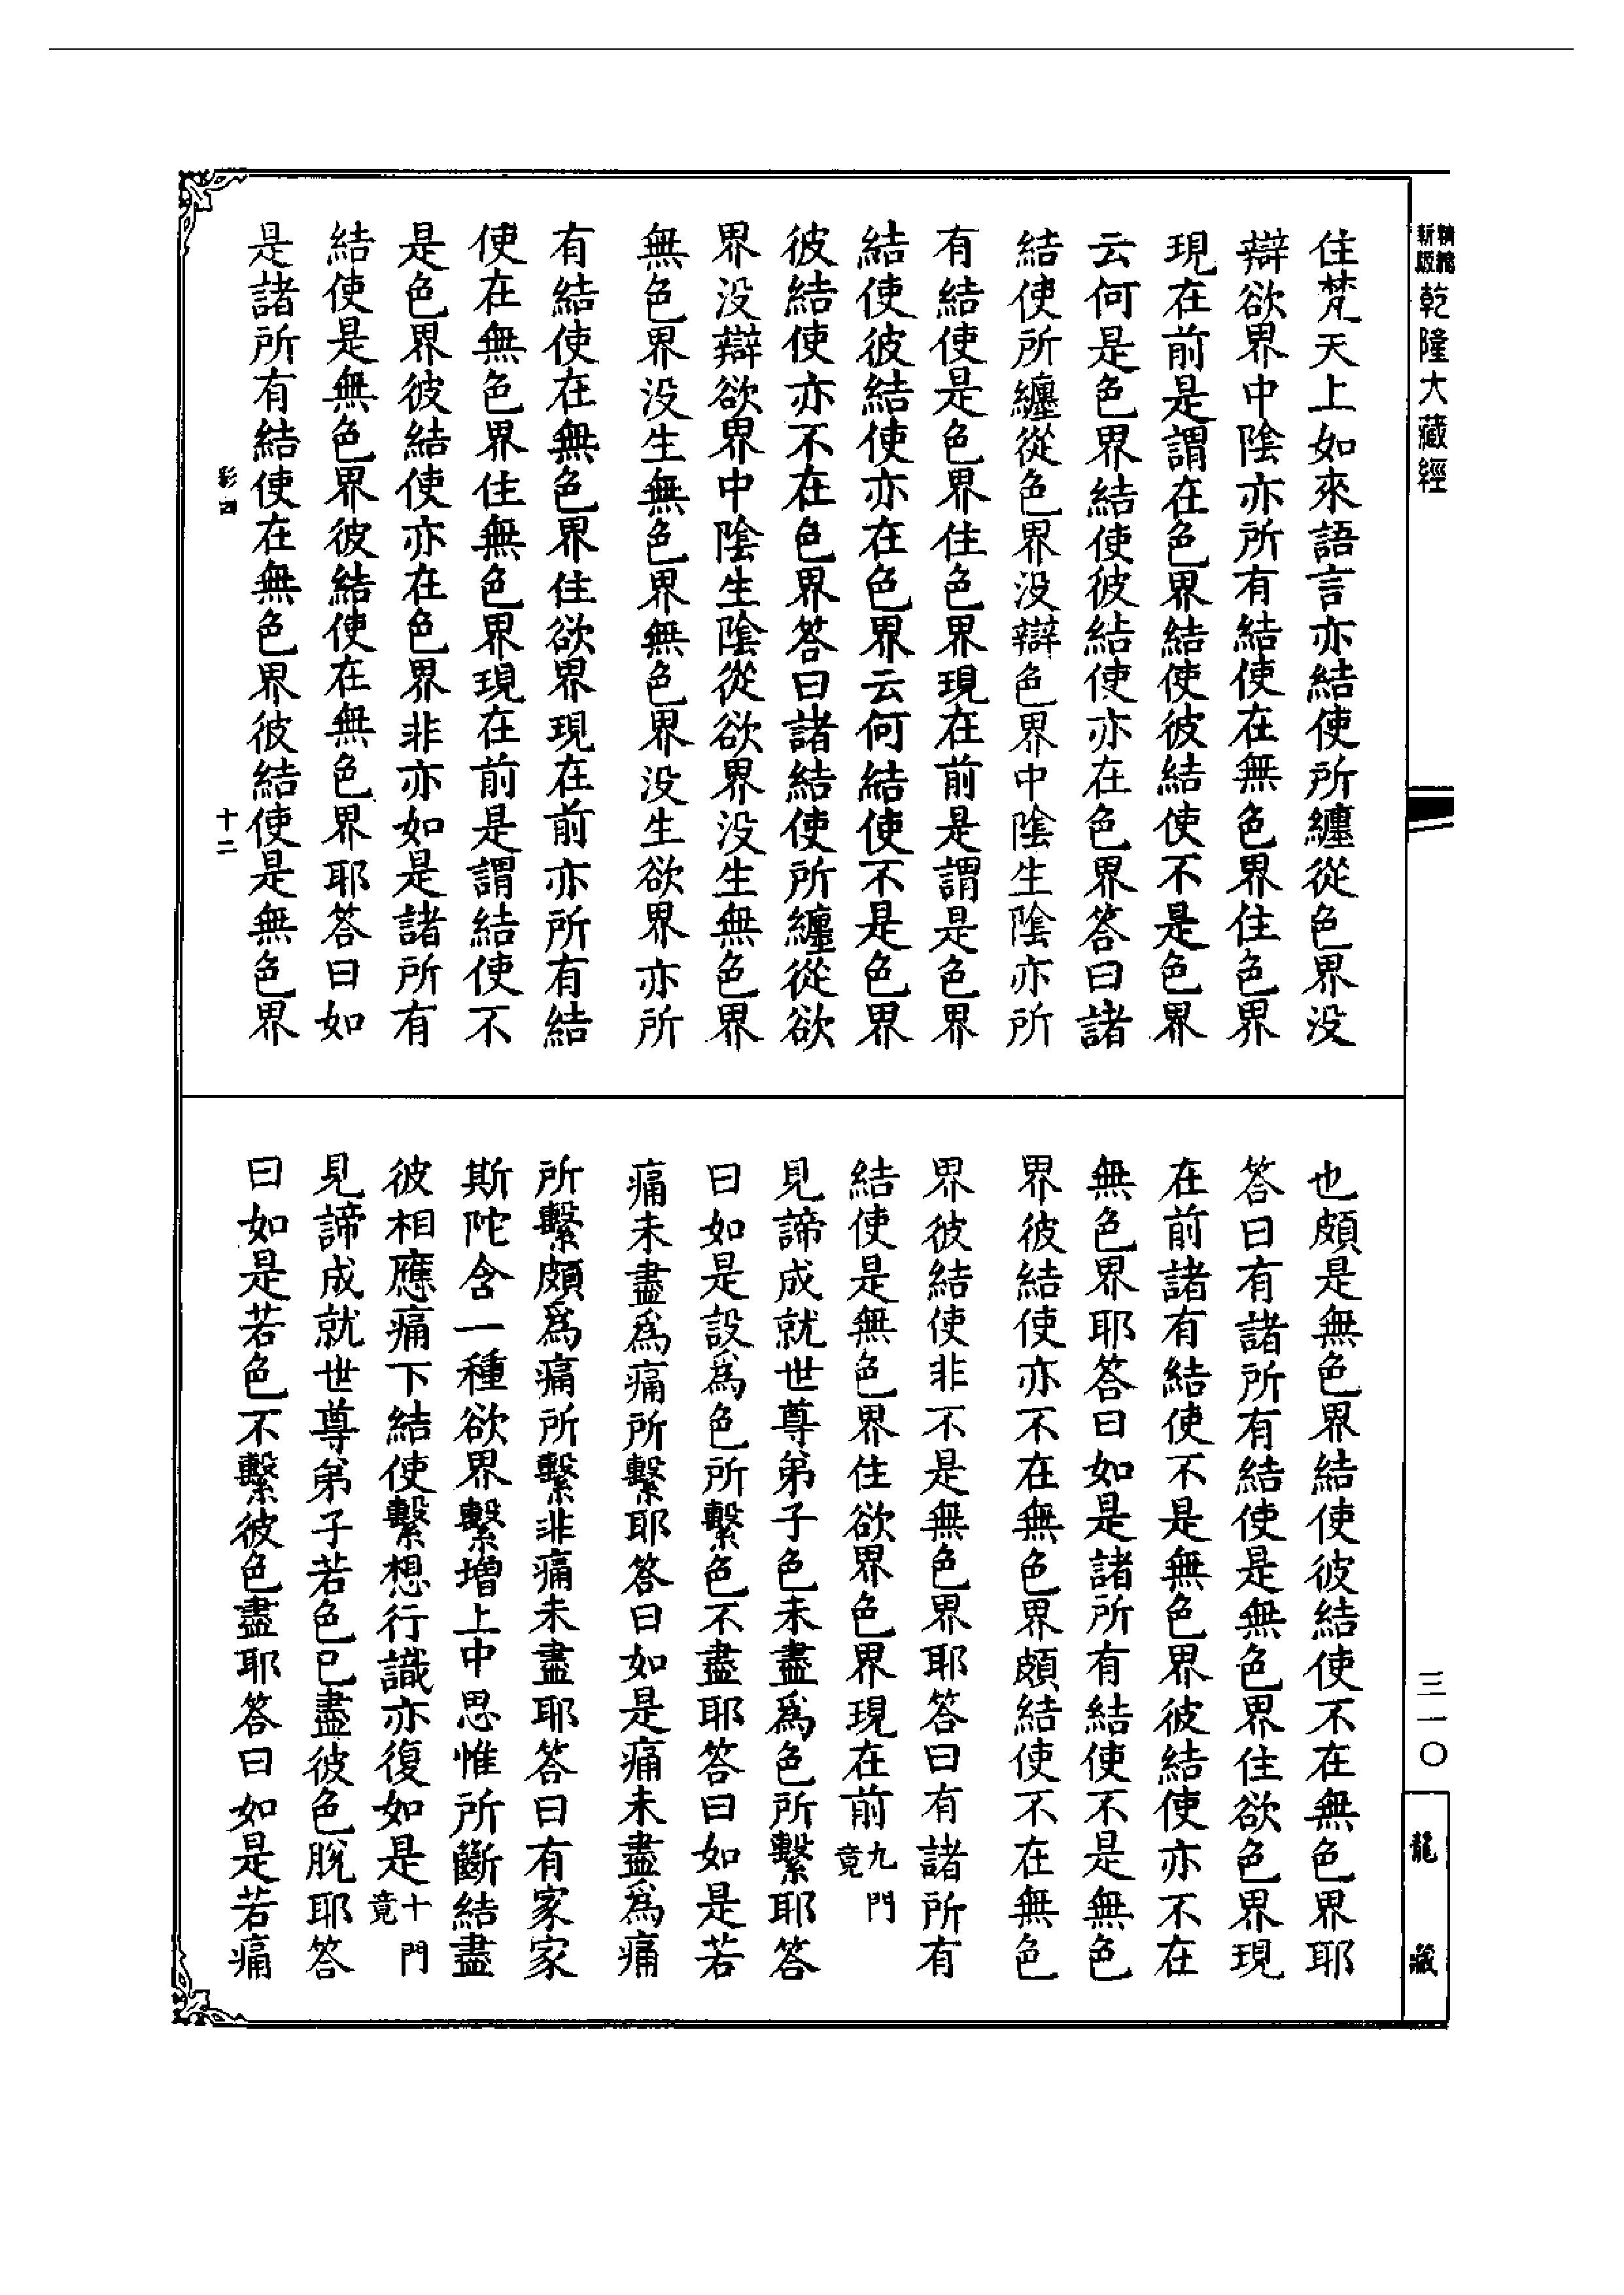 精縮
新版
乾隆大藏經
住梵天上如來語言亦結使所纏從色界没
辯欲界中陰亦所有結使在無色界住色界
現在前是謂在色界結使彼結使不是色界
云何是色界結使彼結使亦在色界答曰諸
結使所纏從色界没辯色界中陰生陰亦所
有結使是色界住色界現在前是謂是色界
結使彼結使亦在色界云何結使不是色界
彼結使亦不在色界答曰諸結使所纏從欲
界没辯欲界中陰生陰從欲界没生無色界
無色界没生無色界無色界没生欲界亦所
有結使在無色界住欲界現在前亦所有結
使在無色界住無色界現在前是謂結使不
是色界彼結使亦在色界非亦如是諸所有
結使是無色界彼結使在無色界耶答曰如
是諸所有結使在無色界彼結使是無色界
彩四
十二
也頗是無色界結使彼結使不在無色界耶
答曰有諸所有結使是無色界住欲色界現
在前諸有結使不是無色界彼結使亦不在
無色界耶答曰如是諸所有結使不是無色
界彼結使亦不在無色界頗結使不在無色
界彼結使非不是無色界耶答曰有諸所有
結使是無色界住欲界色界現在前九門竟
見諦成就世尊弟子色未盡爲色所繫耶答
曰如是設爲色所繫色不盡耶答曰如是若
痛未盡爲痛所繫耶答曰如是痛未盡爲痛
所繫頗爲痛所繫非痛未盡耶答曰有家家
斯陀含一種欲界繫增上中思惟所斷結盡
彼相應痛下結使繫想行識亦復如是十門竟
見諦成就世尊弟子若色已盡彼色脫耶答
曰如是若色不繫彼色盡耶答曰如是若痛
三一〇
龍藏